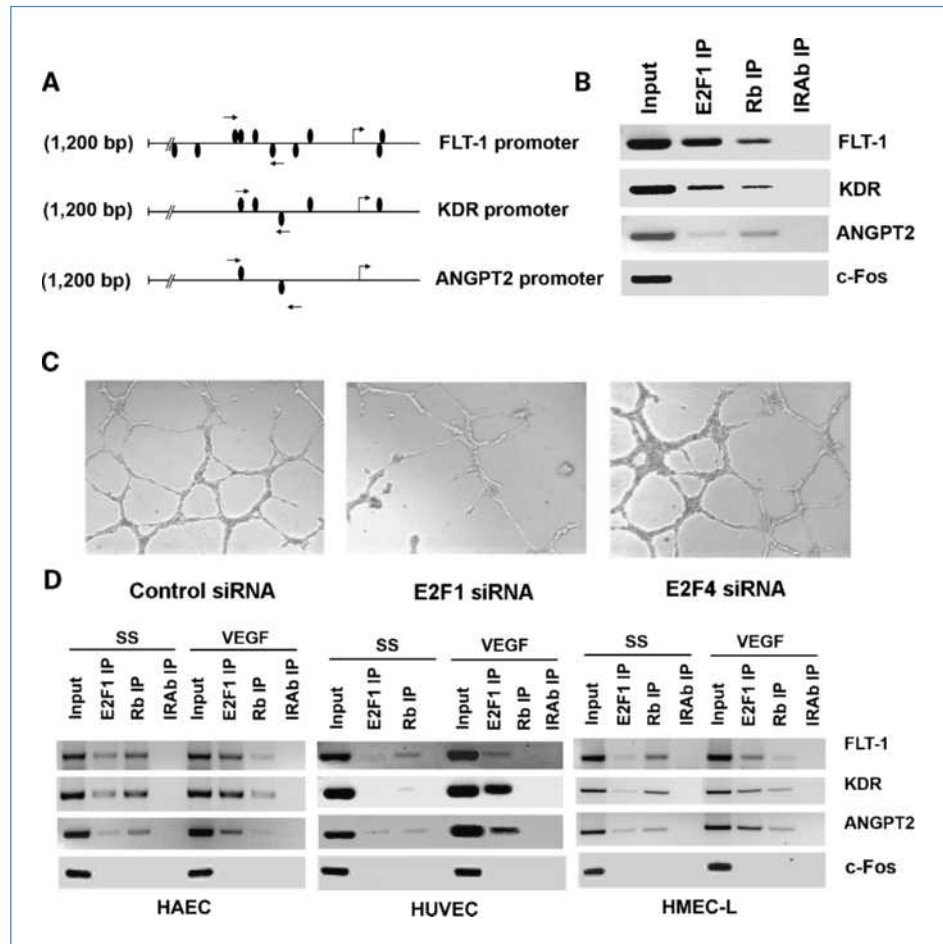 A
(1,200 bp) FLT-1 promoter
(1,200 bp) KDR promoter
(1,200 bp) ANGPT2 promoter
B
Input E2F1 IP Rb IP IRAb IP
FLT-1
KDR
ANGPT2
c-Fos
C
Control siRNA E2F1 siRNA E2F4 siRNA
D
SS VEGF SS VEGF SS VEGF
Input E2F1 IP Rb IP IRAb IP Input E2F1 IP Rb IP IRAb IP Input E2F1 IP Rb IP IRAb IP Input E2F1 IP Rb IP IRAb IP Input E2F1 IP Rb IP IRAb IP Input E2F1 IP Rb IP IRAb IP
FLT-1
KDR
ANGPT2
c-Fos
HAEC HUVEC HMEC-L